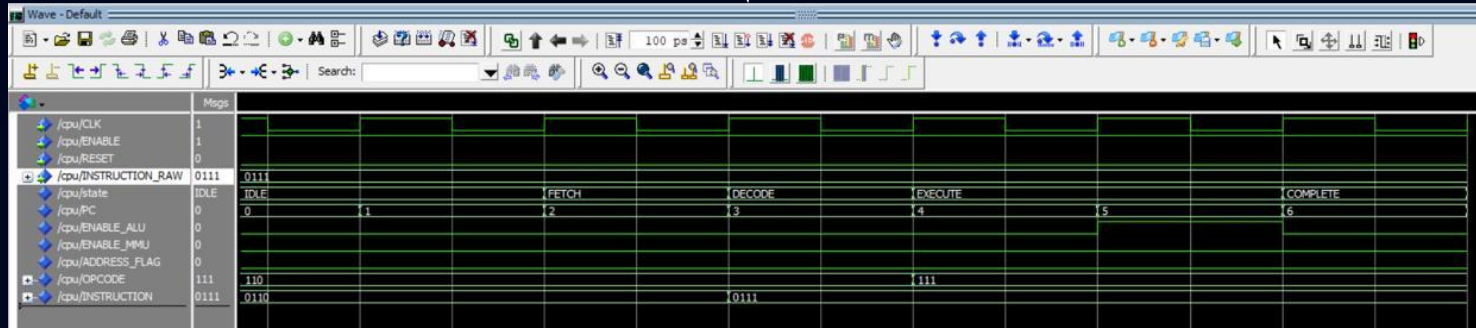 Wave - Default
100 ps
Search:
Msgs
/cpu/CLK 1
/cpu/ENABLE 1
/cpu/RESET 0
/cpu/INSTRUCTION_RAW 0111 0111
/cpu/state IDLE IDLE FETCH DECODE EXECUTE COMPLETE
/cpu/PC 0 0 1 2 3 4 5 6
/cpu/ENABLE_ALU 0
/cpu/ENABLE_MMU 0
/cpu/ADDRESS_FLAG 0
/cpu/OPCODE 111 110 111
/cpu/INSTRUCTION 0111 0110 0111